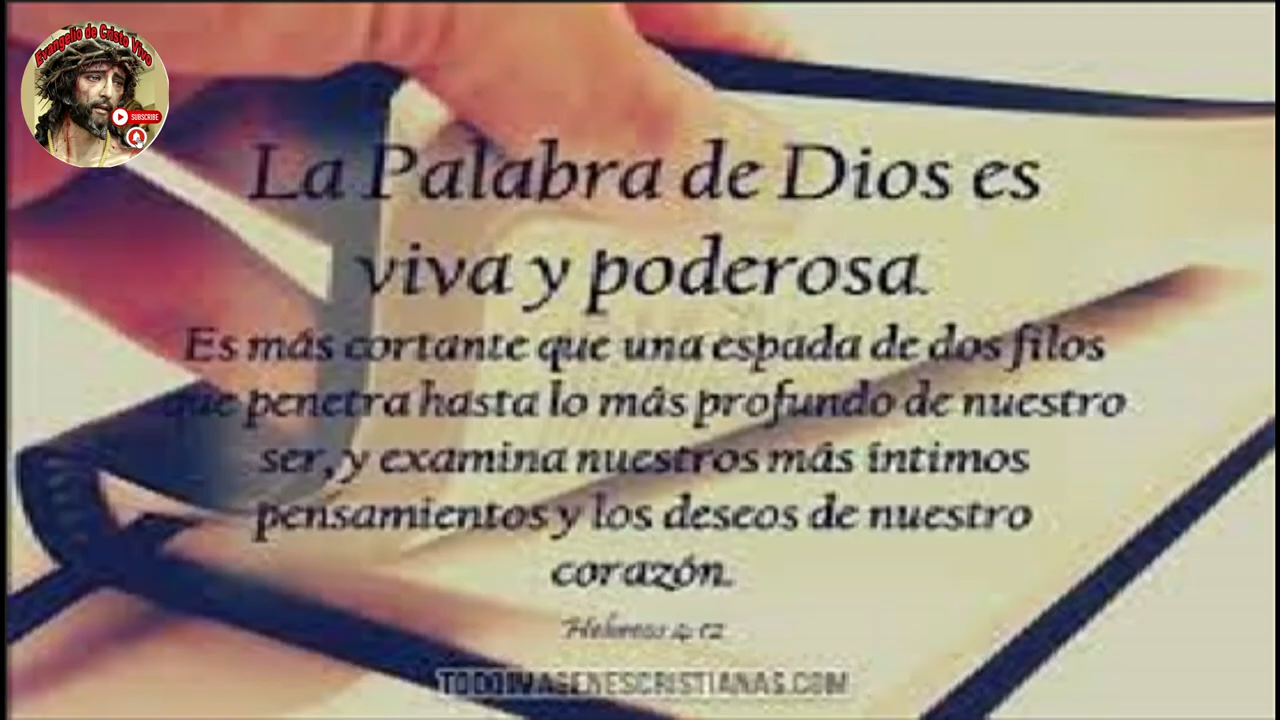 Evangelio de Cristo Vivo
SUBSCRIBE
La Palabra de Dios es
viva y poderosa.
Es más cortante que una espada de dos filos
que penetra hasta lo más profundo de nuestro
ser, y examina nuestros más íntimos
pensamientos y los deseos de nuestro
corazón.
Hebreos 4:12
TODOIMAGENESCRISTIANAS.COM